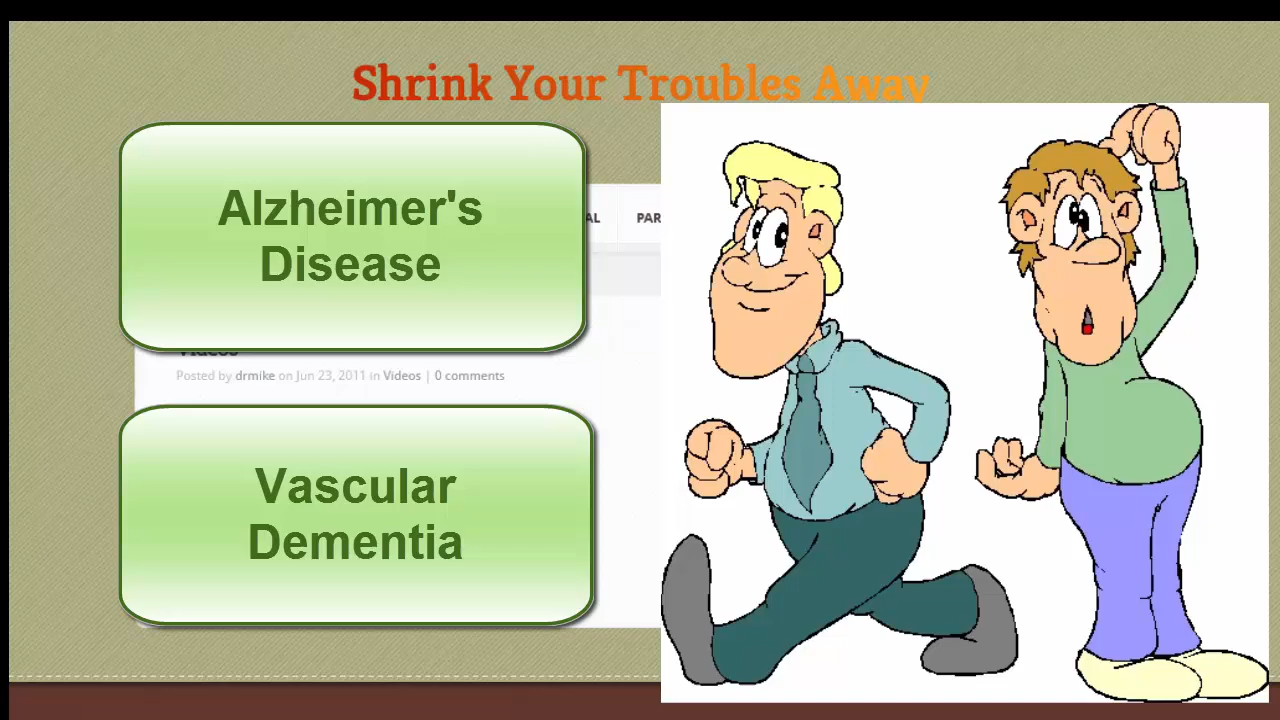 Shrink Your Troubles Away
Alzheimer's
Disease
AL PAR
Videos
Posted by drmike on Jun 23, 2011 in Videos | 0 comments
Vascular
Dementia